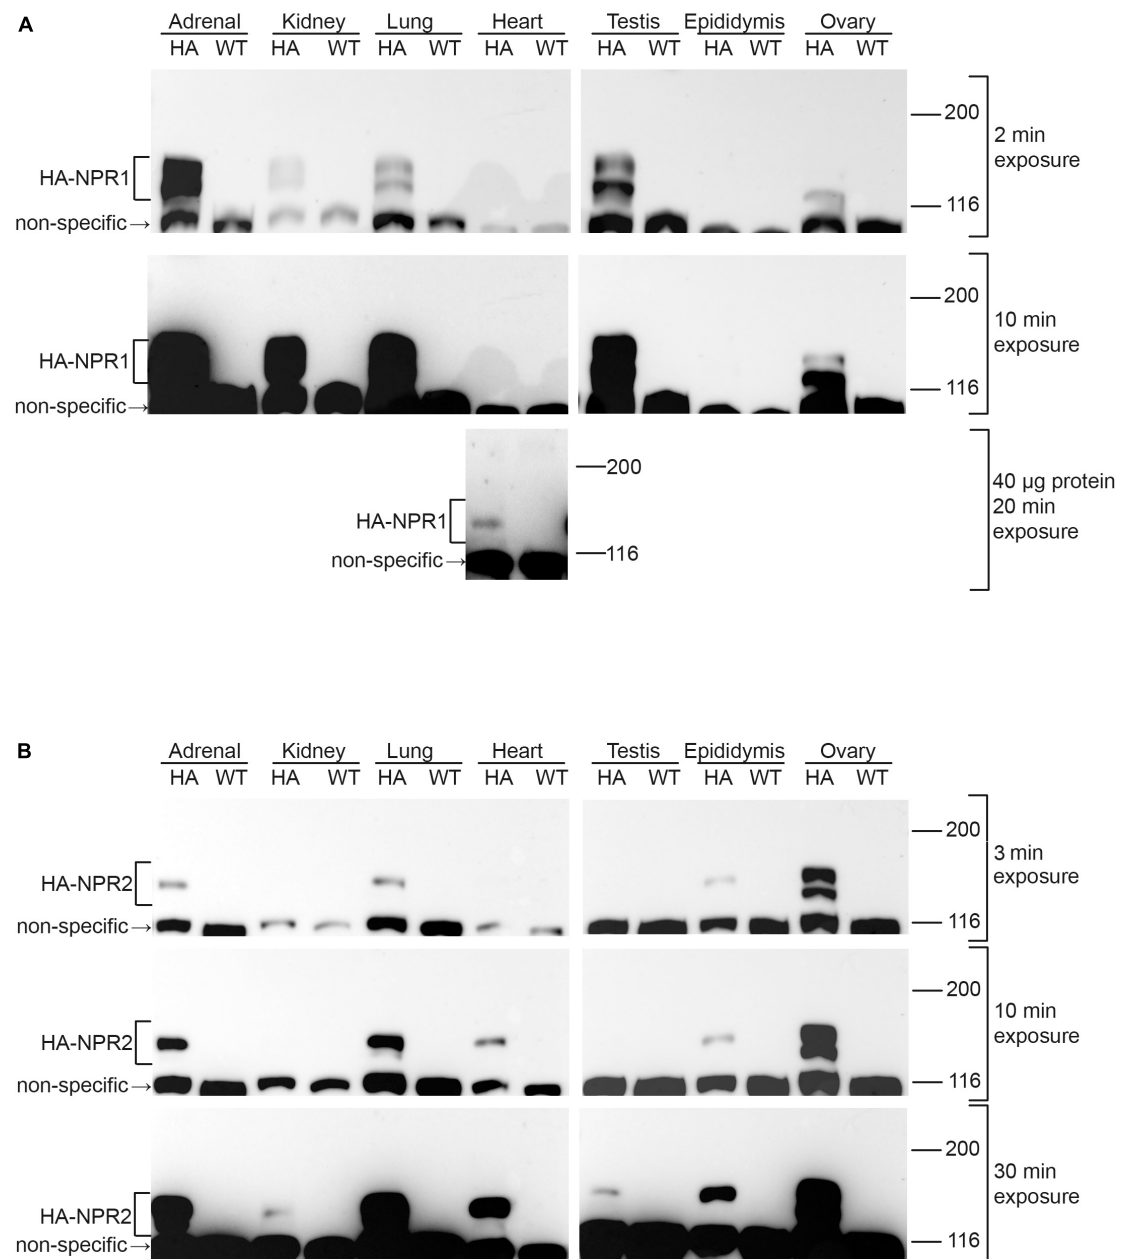 A
Adrenal Kidney Lung Heart Testis Epididymis Ovary
HA WT HA WT HA WT HA WT HA WT HA WT HA WT
200
2 min
exposure
HA-NPR1
116
non-specific→
200
10 min
exposure
HA-NPR1
116
non-specific→
200
40 µg protein
20 min
exposure
HA-NPR1
116
non-specific→
B
Adrenal Kidney Lung Heart Testis Epididymis Ovary
HA WT HA WT HA WT HA WT HA WT HA WT HA WT
200
3 min
exposure
HA-NPR2
116
non-specific→
200
10 min
exposure
HA-NPR2
116
non-specific→
200
30 min
exposure
HA-NPR2
116
non-specific→